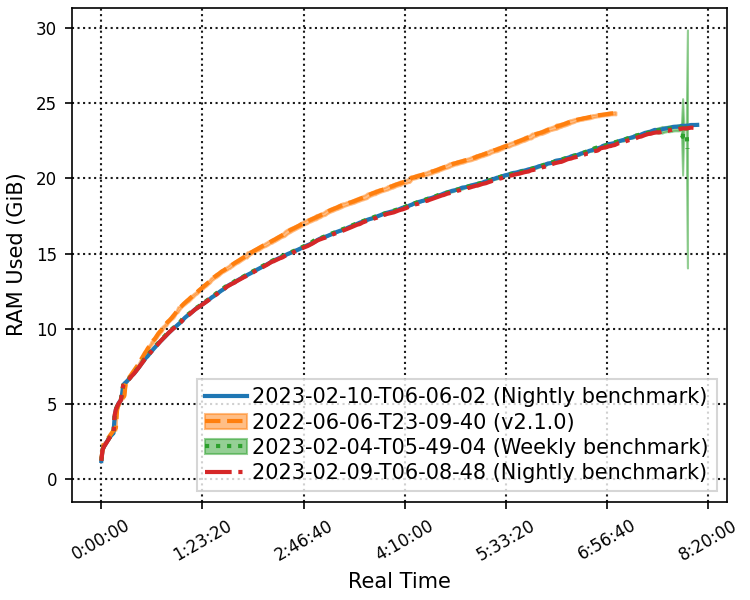 30
25
20
15
10
5
0
RAM Used (GiB)
2023-02-10-T06-06-02 (Nightly benchmark)
2022-06-06-T23-09-40 (v2.1.0)
2023-02-04-T05-49-04 (Weekly benchmark)
2023-02-09-T06-08-48 (Nightly benchmark)
0:00:00
1:23:20
2:46:40
4:10:00
5:33:20
6:56:40
8:20:00
Real Time